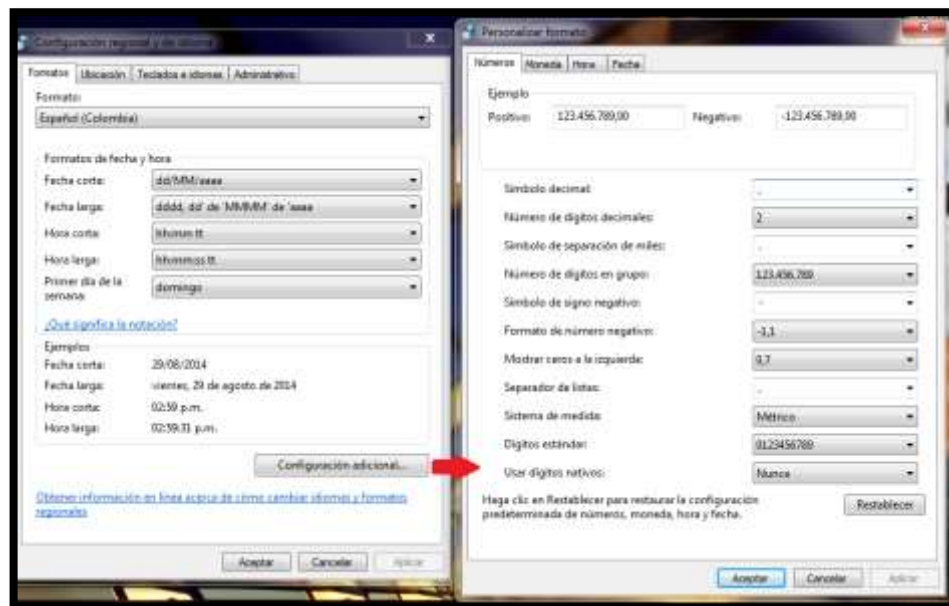 Configuración regional y de idioma
Formatos Ubicación Teclados e idiomas Administrativo
Formato:
Español (Colombia)
Formatos de fecha y hora
Fecha corta: dd/MM/aaaa
Fecha larga: dddd, dd' de 'MMMM' de 'aaaa
Hora corta: hh:mm tt
Hora larga: hh:mm:ss tt
Primer día de la semana: domingo
¿Qué significa la notación?
Ejemplos
Fecha corta: 29/08/2014
Fecha larga: viernes, 29 de agosto de 2014
Hora corta: 02:59 p.m.
Hora larga: 02:59:31 p.m.
Configuración adicional...
Obtener información en línea acerca de cómo cambiar idiomas y formatos
regionales
Aceptar Cancelar Aplicar
Personalizar formato
Números Moneda Hora Fecha
Ejemplo
Positivo: 123.456.789,00 Negativo: -123.456.789,00
Símbolo decimal:
Número de dígitos decimales: 2
Símbolo de separación de miles: .
Número de dígitos en grupo: 123.456.789
Símbolo de signo negativo: -
Formato de número negativo: -1,1
Mostrar ceros a la izquierda: 0,7
Separador de listas:
Sistema de medida: Métrico
Dígitos estándar: 0123456789
Usar dígitos nativos: Nunca
Haga clic en Restablecer para restaurar la configuración
predeterminada de números, moneda, hora y fecha.
Restablecer
Aceptar Cancelar Aplicar